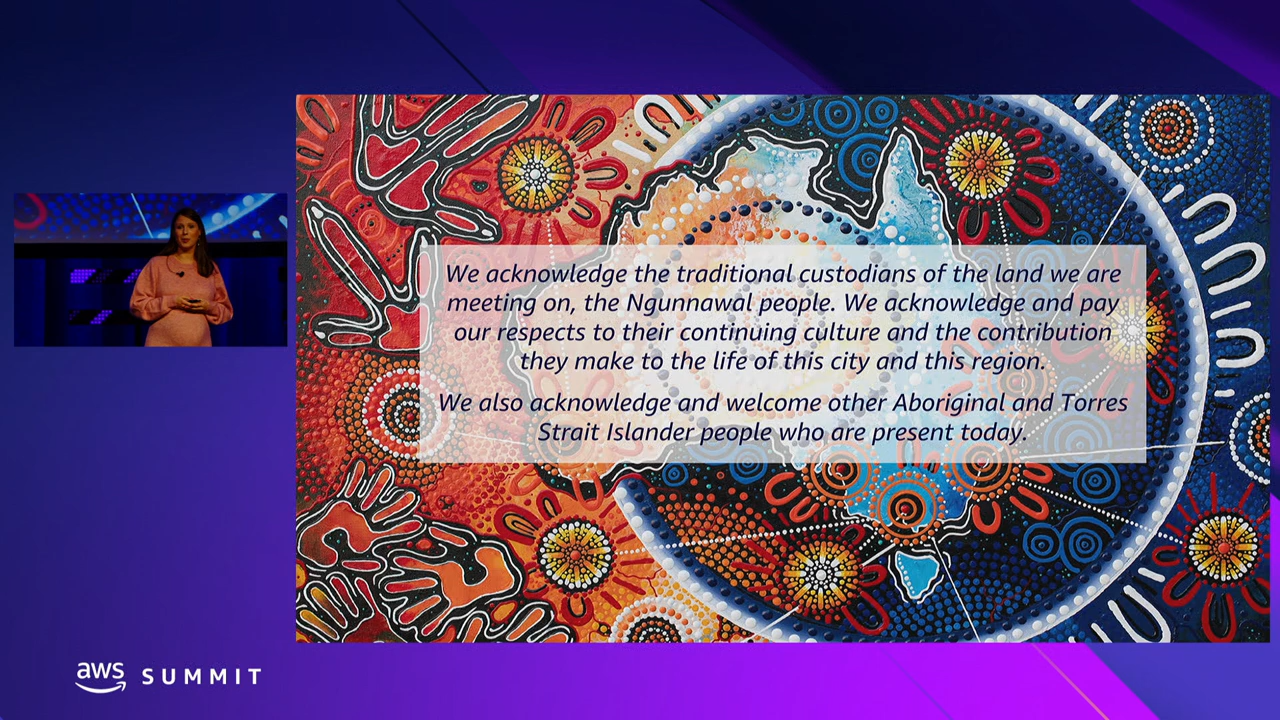 We acknowledge the traditional custodians of the land we are
meeting on, the Ngunnawal people. We acknowledge and pay
our respects to their continuing culture and the contribution
they make to the life of this city and this region.
We also acknowledge and welcome other Aboriginal and Torres
Strait Islander people who are present today.
aws SUMMIT